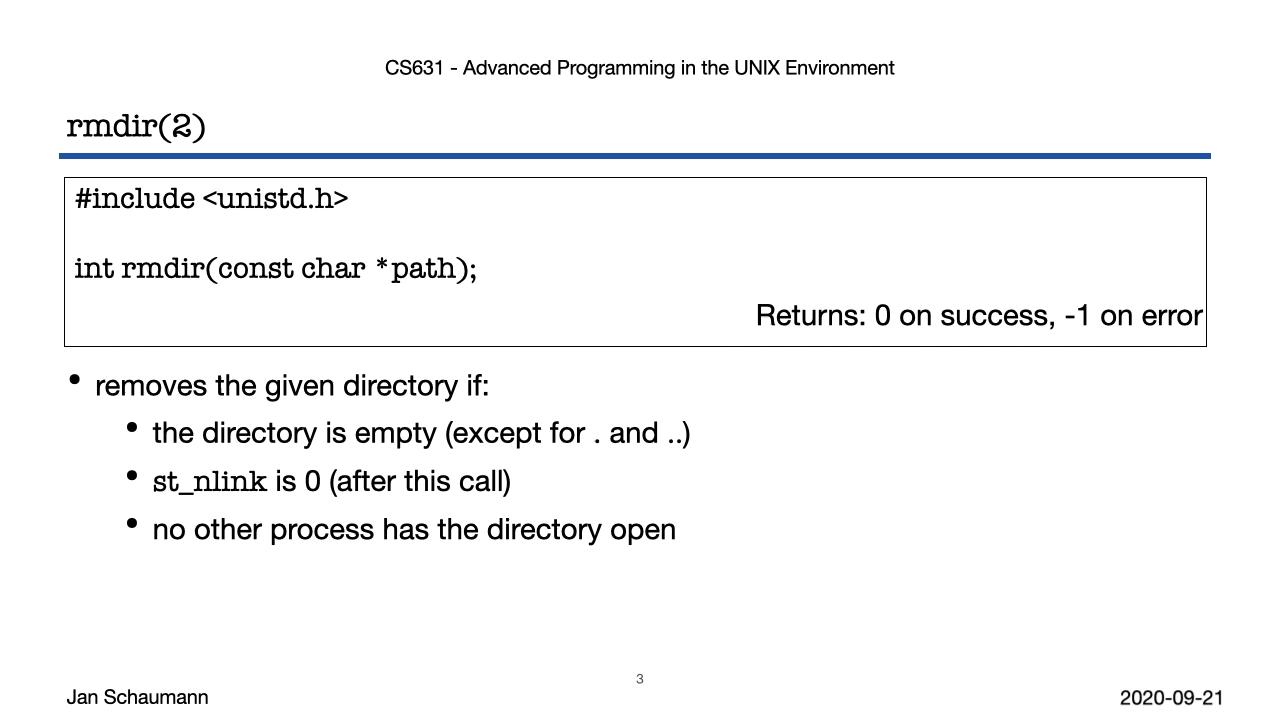 CS631 - Advanced Programming in the UNIX Environment
rmdir(2)
#include <unistd.h>
int rmdir(const char *path);
Returns: 0 on success, -1 on error
• removes the given directory if:
• the directory is empty (except for . and ..)
• st_nlink is 0 (after this call)
• no other process has the directory open
3
Jan Schaumann
2020-09-21